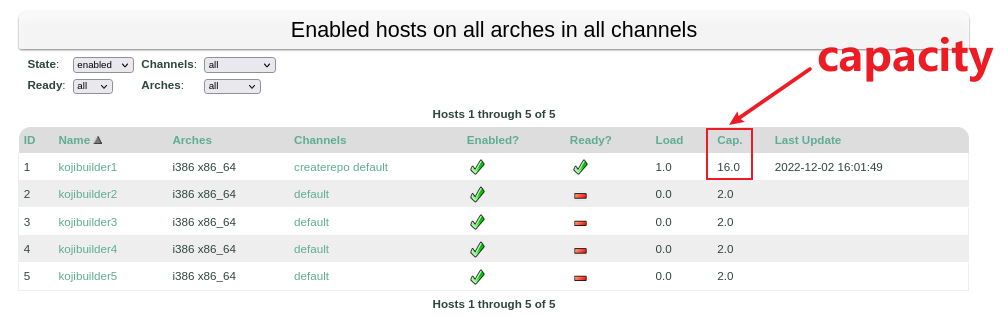 Enabled hosts on all arches in all channels
capacity
State: enabled Channels: all
Ready: all Arches: all
Hosts 1 through 5 of 5
ID Name Arches Channels Enabled? Ready? Load Cap. Last Update
1 kojibuilder1 i386 x86_64 createrepo default 1.0 16.0 2022-12-02 16:01:49
2 kojibuilder2 i386 x86_64 default 0.0 2.0
3 kojibuilder3 i386 x86_64 default 0.0 2.0
4 kojibuilder4 i386 x86_64 default 0.0 2.0
5 kojibuilder5 i386 x86_64 default 0.0 2.0
Hosts 1 through 5 of 5